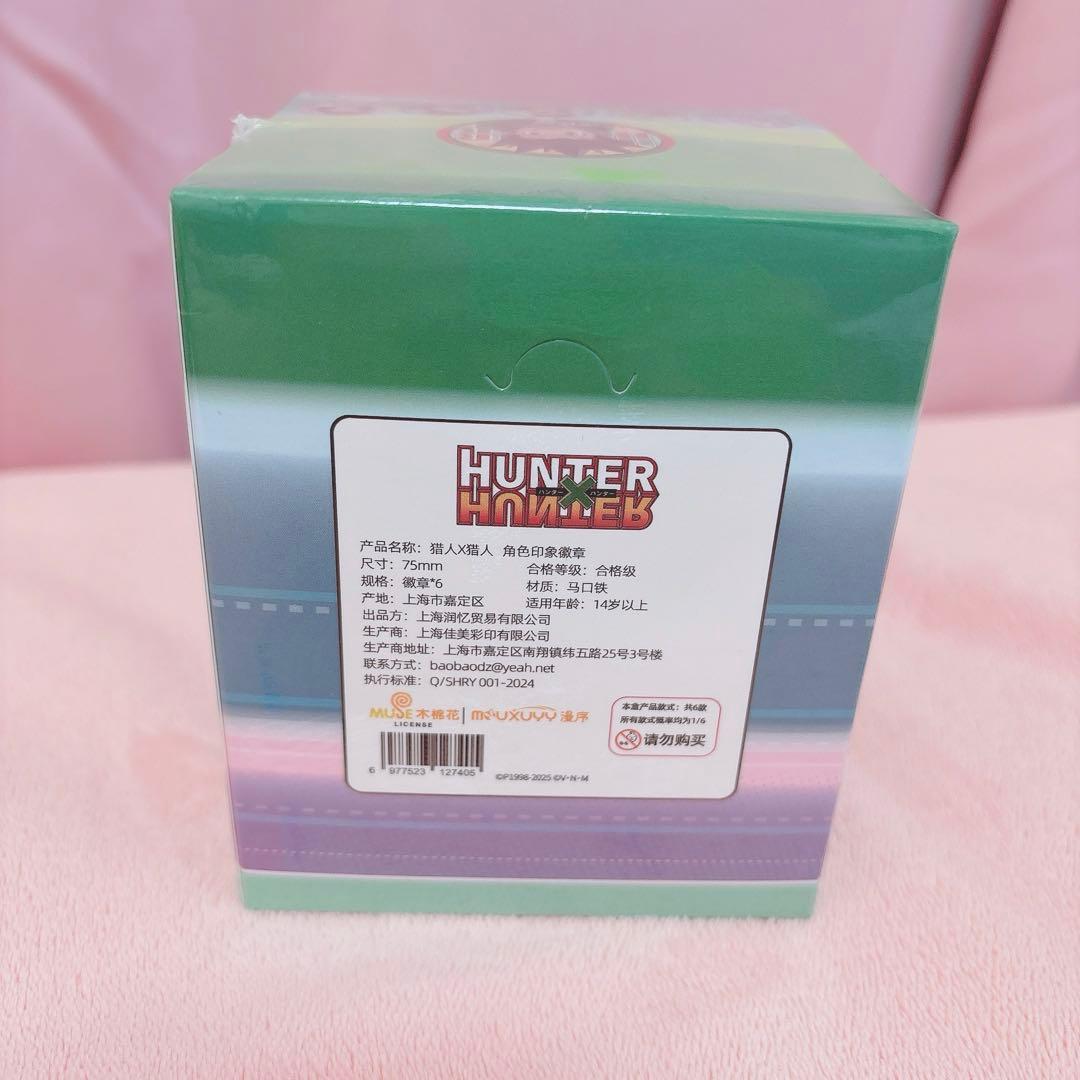 HUNTER
ハンター×ハンター
HUNTER
产品名称：猎人X猎人 角色印象徽章
尺寸：75mm 合格等级：合格级
规格：徽章*6 材质：马口铁
产地：上海市嘉定区 适用年龄：14岁以上
出品方：上海润忆贸易有限公司
生产商：上海佳美彩印有限公司
生产商地址：上海市嘉定区南翔镇纬五路25号3号楼
联系方式：baobaodz@yeah.net
执行标准：Q/SHRY 001-2024
MUSE 木棉花 MUXUYY 漫序
LICENSE
本盒产品款式：共6款
所有款式概率均为1/6
请勿购买
6 977523 127405
©P1998-2025 ©V·N·M